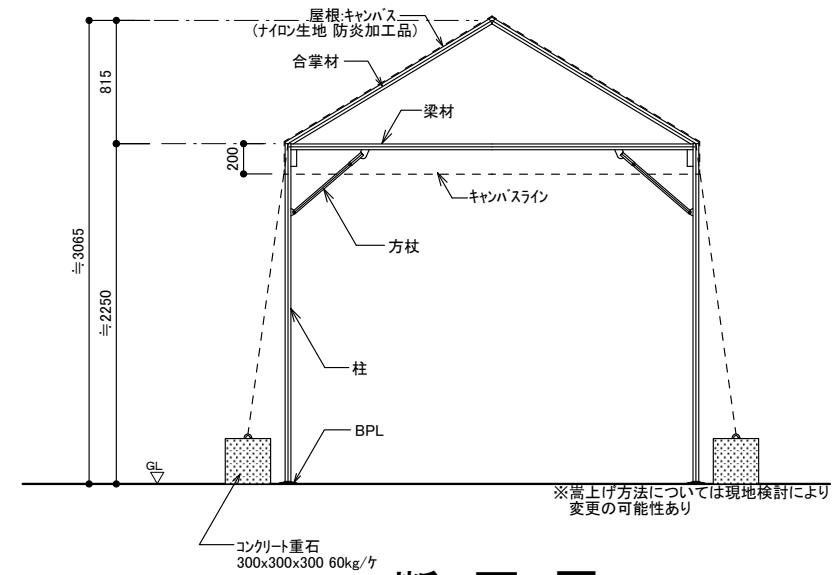 屋根:キャンバス
(ナイロン生地 防炎加工品)
合掌材
815
梁材
200
キャンバスライン
方杖
≒3065
≒2250
柱
BPL
GL
※嵩上げ方法については現地検討により
変更の可能性あり
コンクリート重石
300x300x300 60kg/ケ